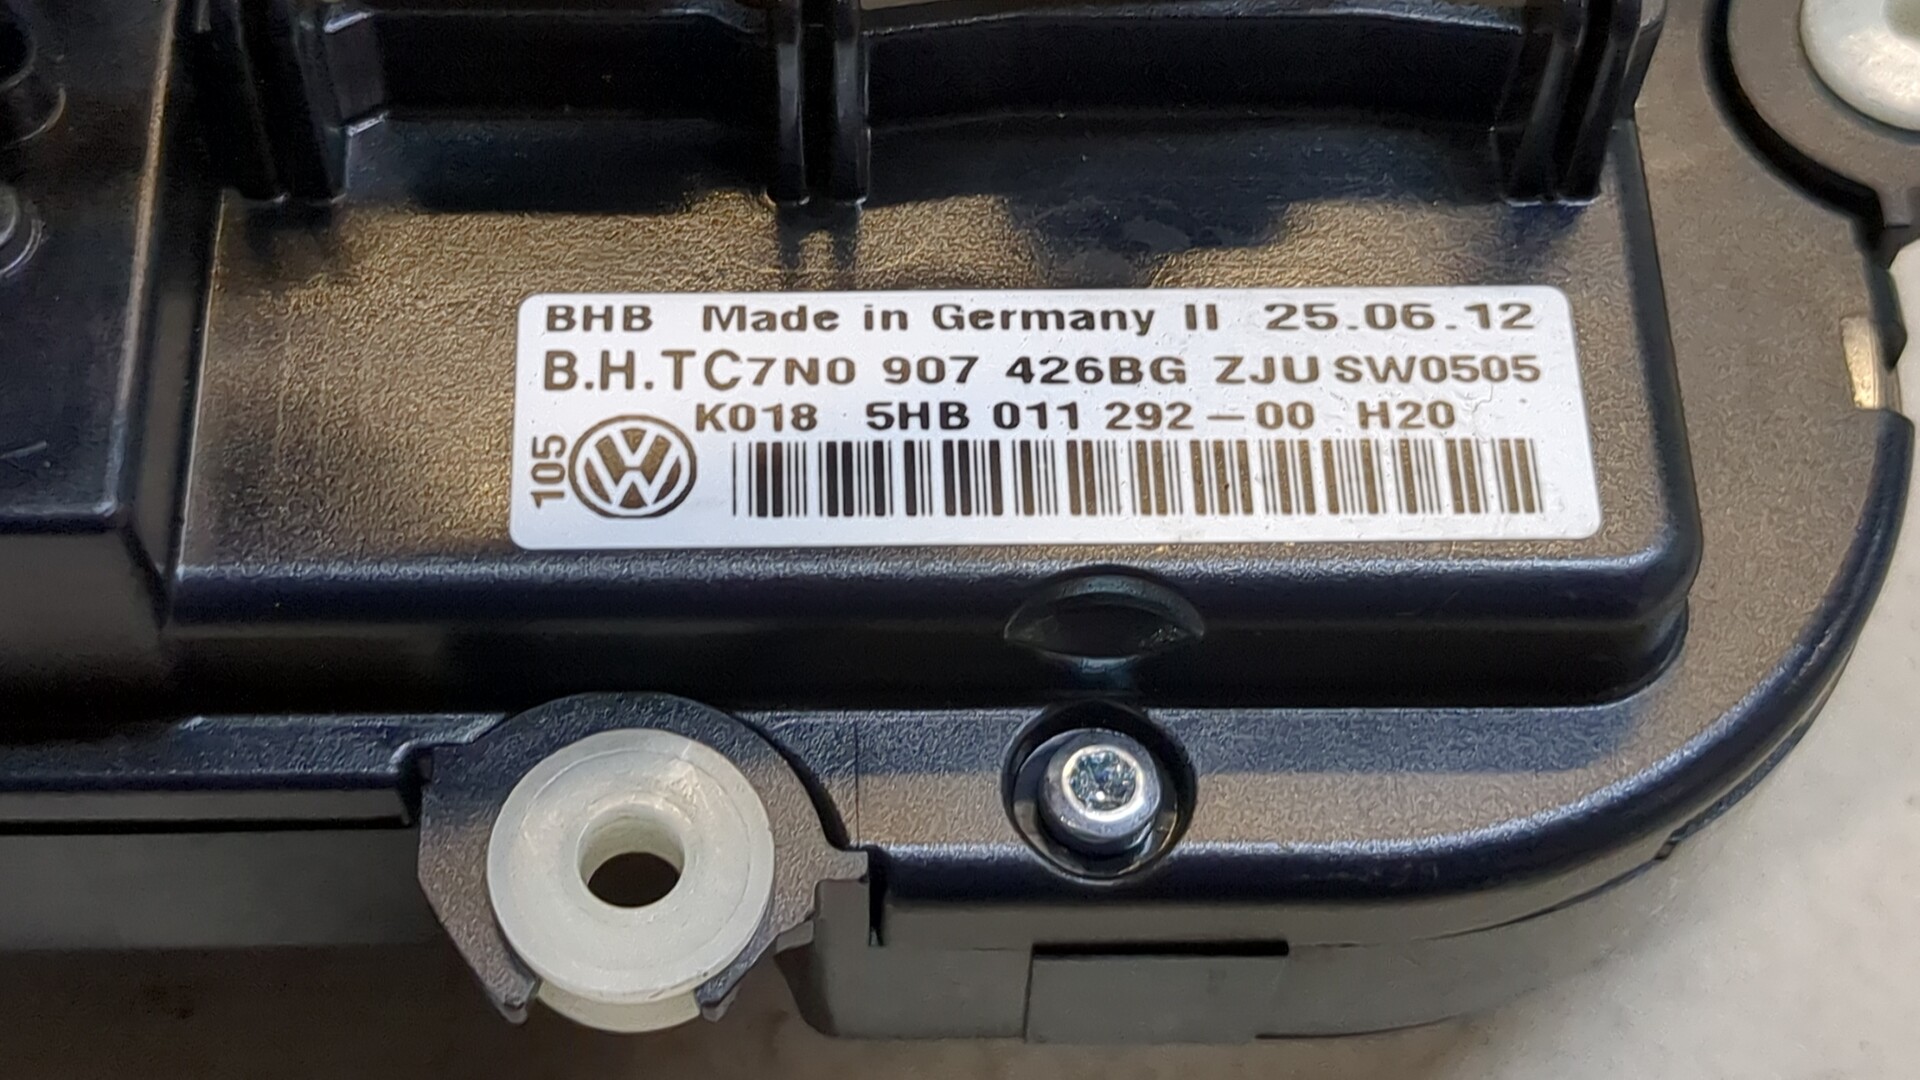 BHB Made in Germany II 25.06.12
B.H.TC7N0 907 426BG ZJU SW0505
K018 5HB 011 292-00 H20
105
VW